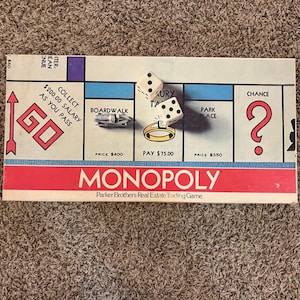 COLLECT
$200.00 SALARY
AS YOU PASS
GO
BOARDWALK
PRICE $400
PAY $75.00
PARK
PRICE $350
CHANCE
?
MONOPOLY
Parker Brothers Real Estate Trading Game